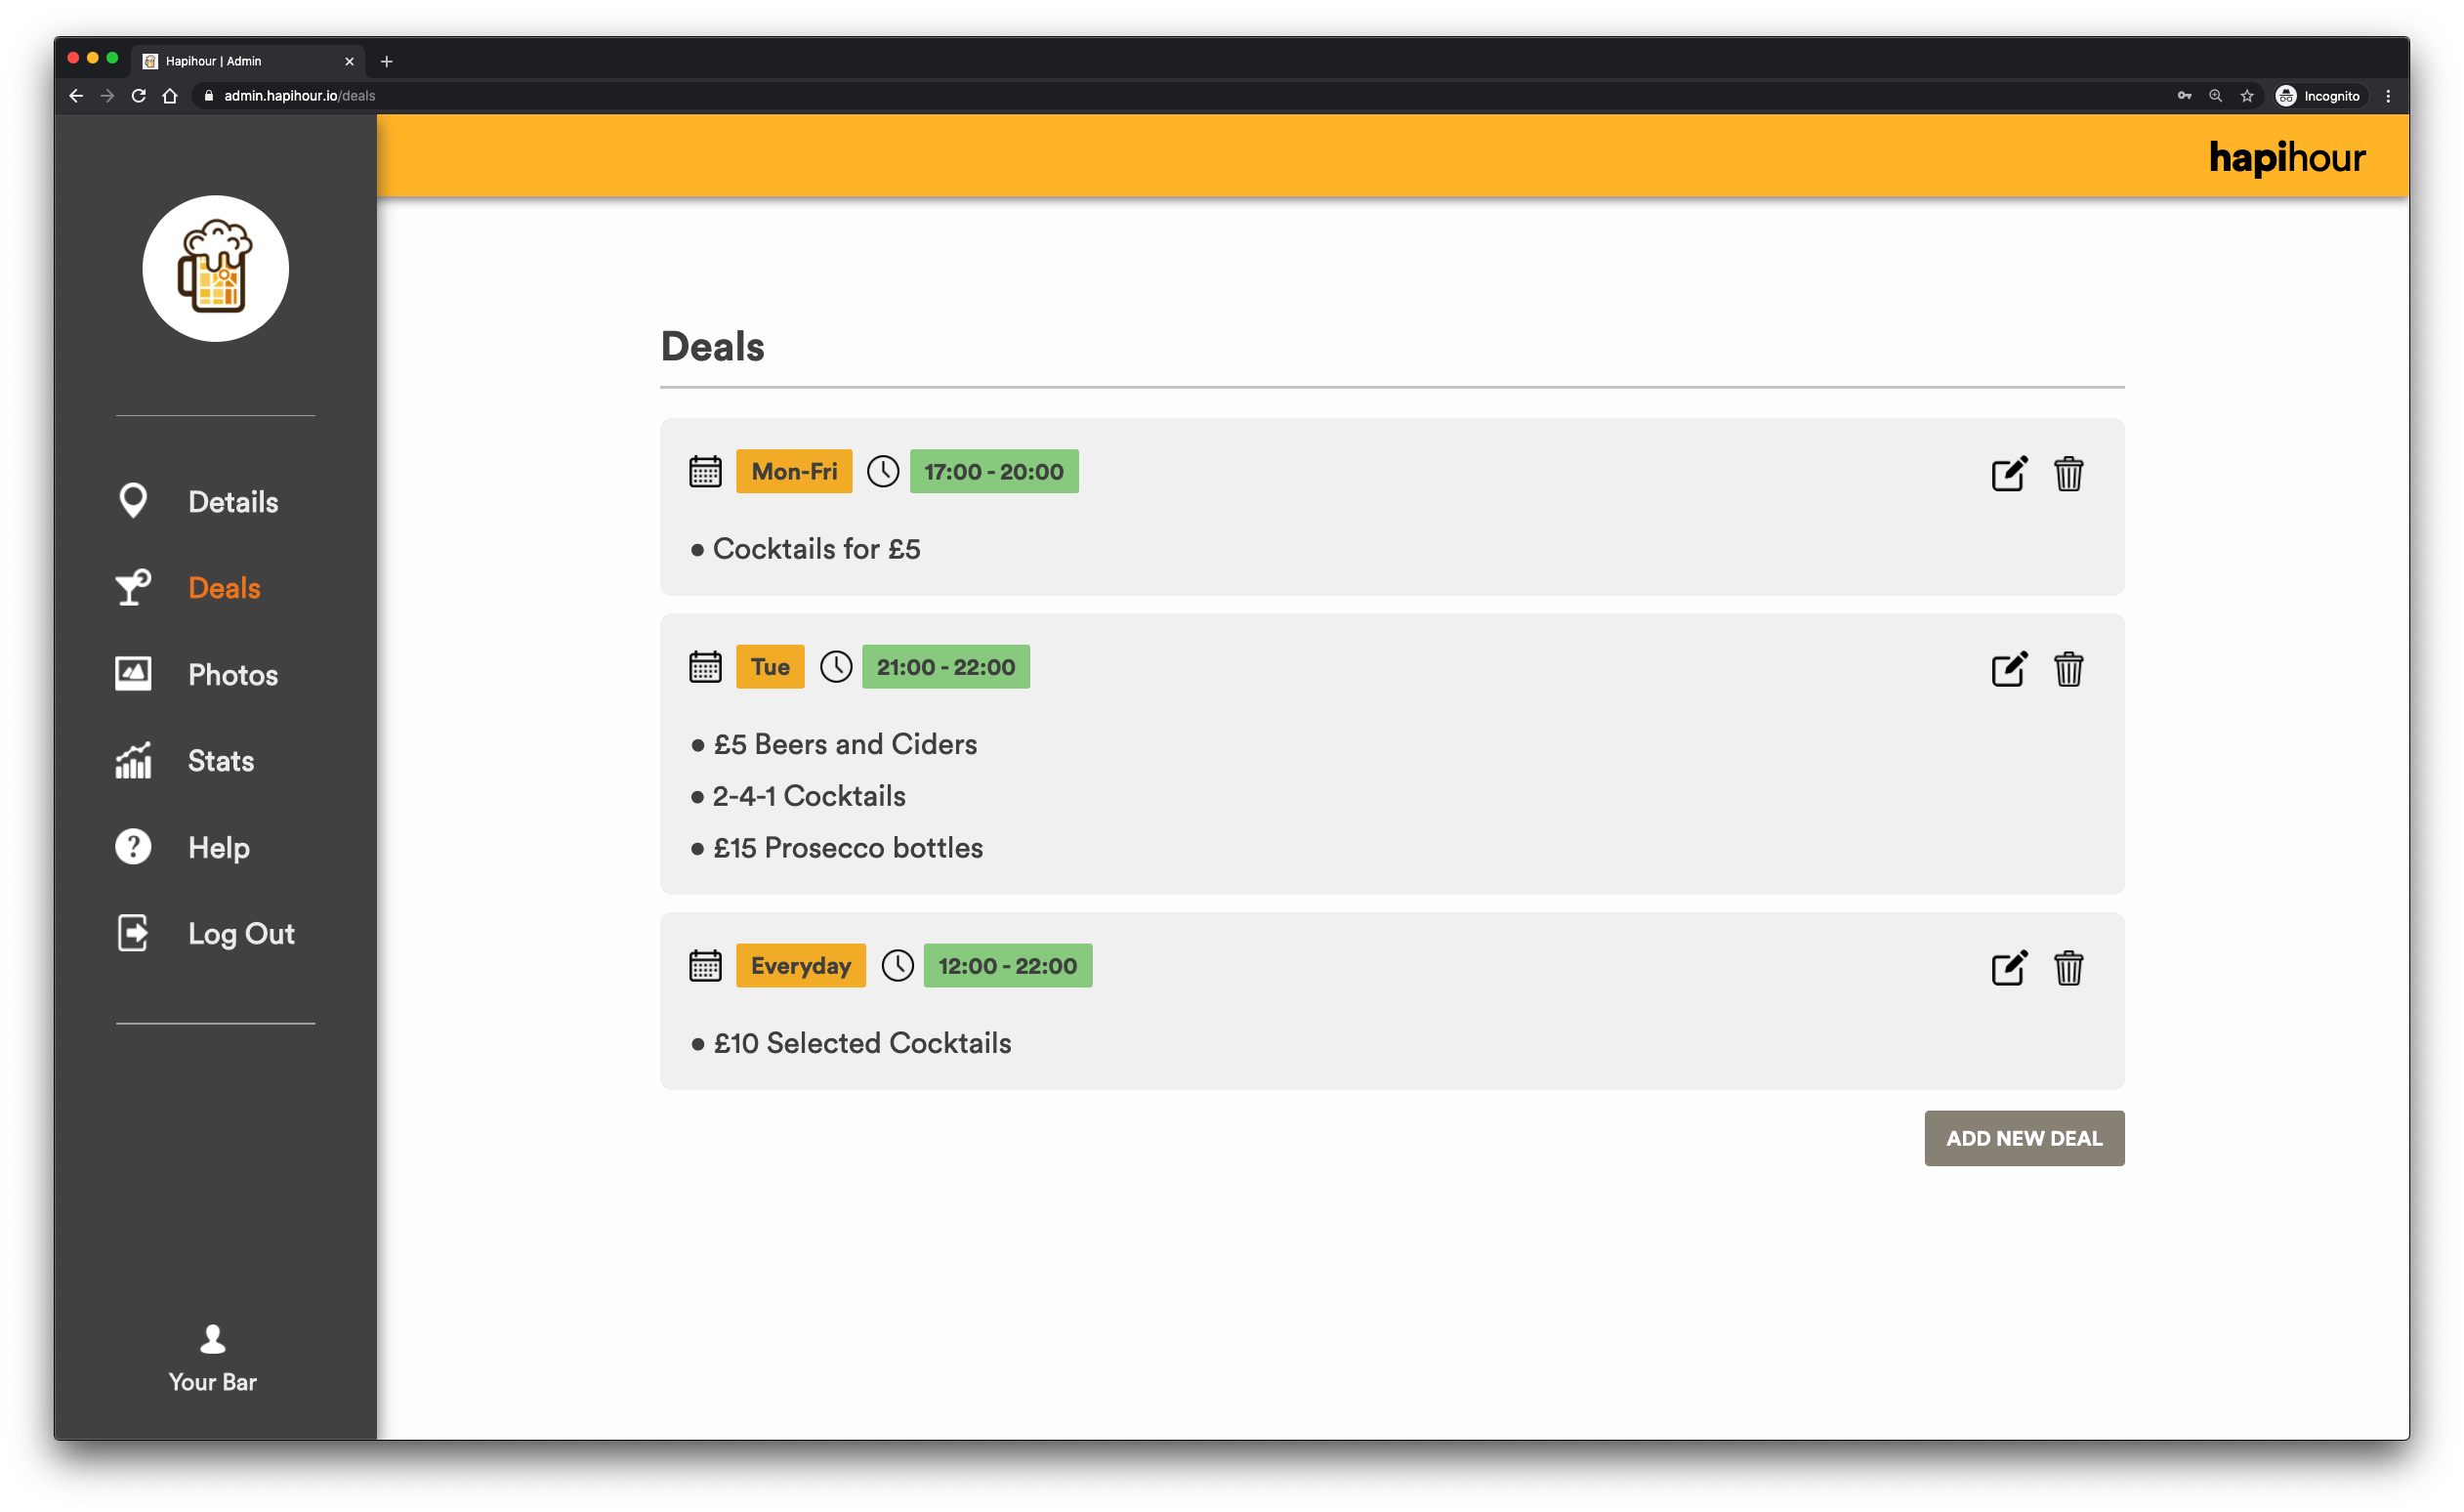 Hapihour | Admin
admin.hapihour.io/deals
Incognito
hapihour
Details
Deals
Photos
Stats
Help
Log Out
Your Bar
Deals
Mon-Fri 17:00 - 20:00
• Cocktails for £5
Tue 21:00 - 22:00
• £5 Beers and Ciders
• 2-4-1 Cocktails
• £15 Prosecco bottles
Everyday 12:00 - 22:00
• £10 Selected Cocktails
ADD NEW DEAL